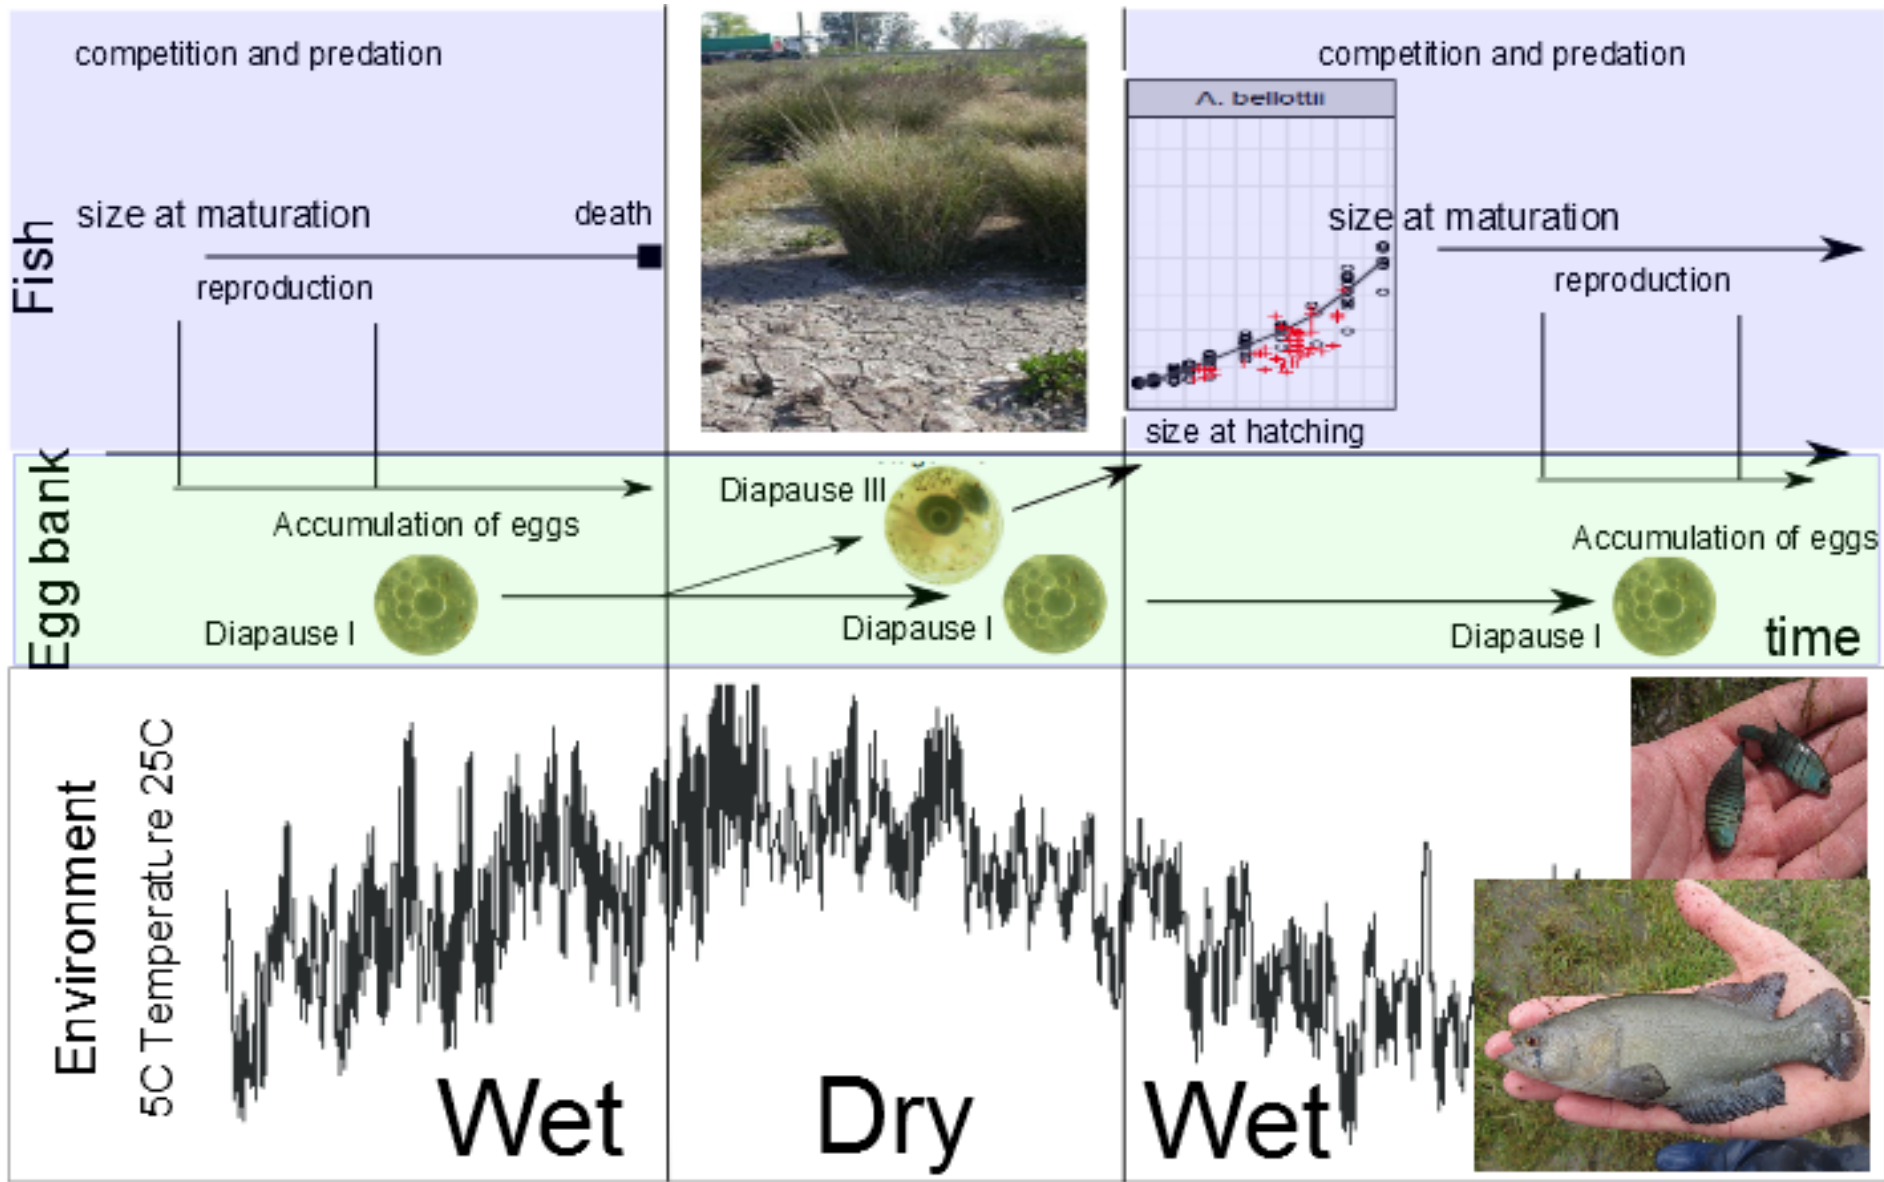 competition and predation
competition and predation
A. bellottii
size at maturation
death
size at maturation
reproduction
reproduction
Fish
size at hatching
Diapause III
Accumulation of eggs
Accumulation of eggs
Diapause I
Diapause I
Diapause I
time
Egg bank
Environment
5C Temperature 25C
Wet
Dry
Wet